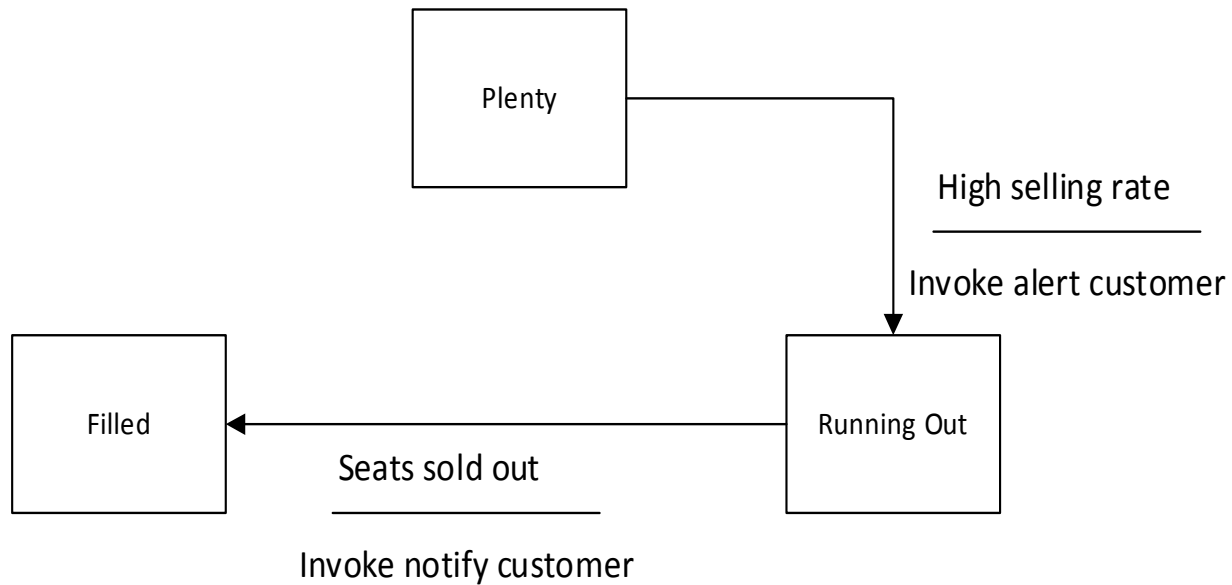 Plenty
High selling rate
Invoke alert customer
Filled
Running Out
Seats sold out
Invoke notify customer